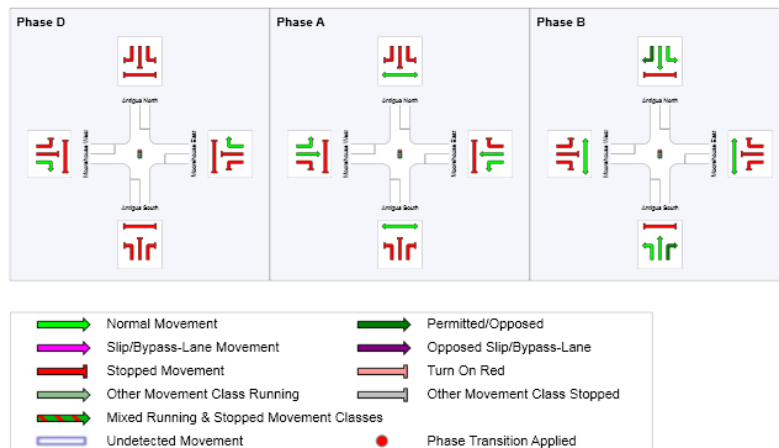 Phase D
Phase A
Phase B
Antigua North
Antigua North
Antigua North
Moorehouse West
Moorehouse East
Moorehouse West
Moorehouse East
Moorehouse West
Moorehouse East
Antigua South
Antigua South
Antigua South
Normal Movement
Permitted/Opposed
Slip/Bypass-Lane Movement
Opposed Slip/Bypass-Lane
Stopped Movement
Turn On Red
Other Movement Class Running
Other Movement Class Stopped
Mixed Running & Stopped Movement Classes
Undetected Movement
Phase Transition Applied